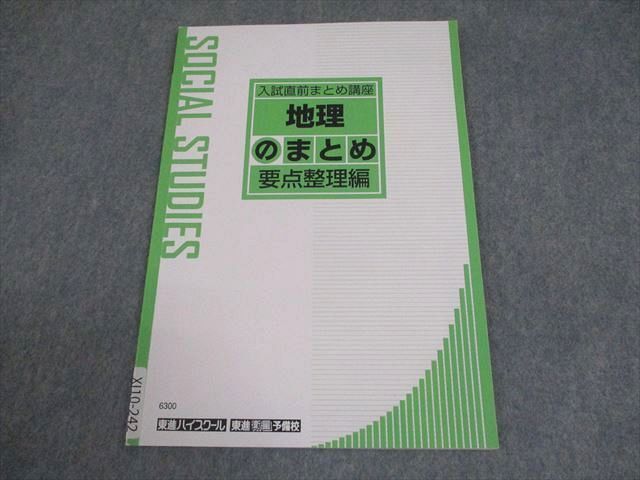 SOCIAL STUDIES
入試直前まとめ講座
地理
のまとめ
要点整理編
XI10-242
6300
東進ハイスクール 東進衛星予備校